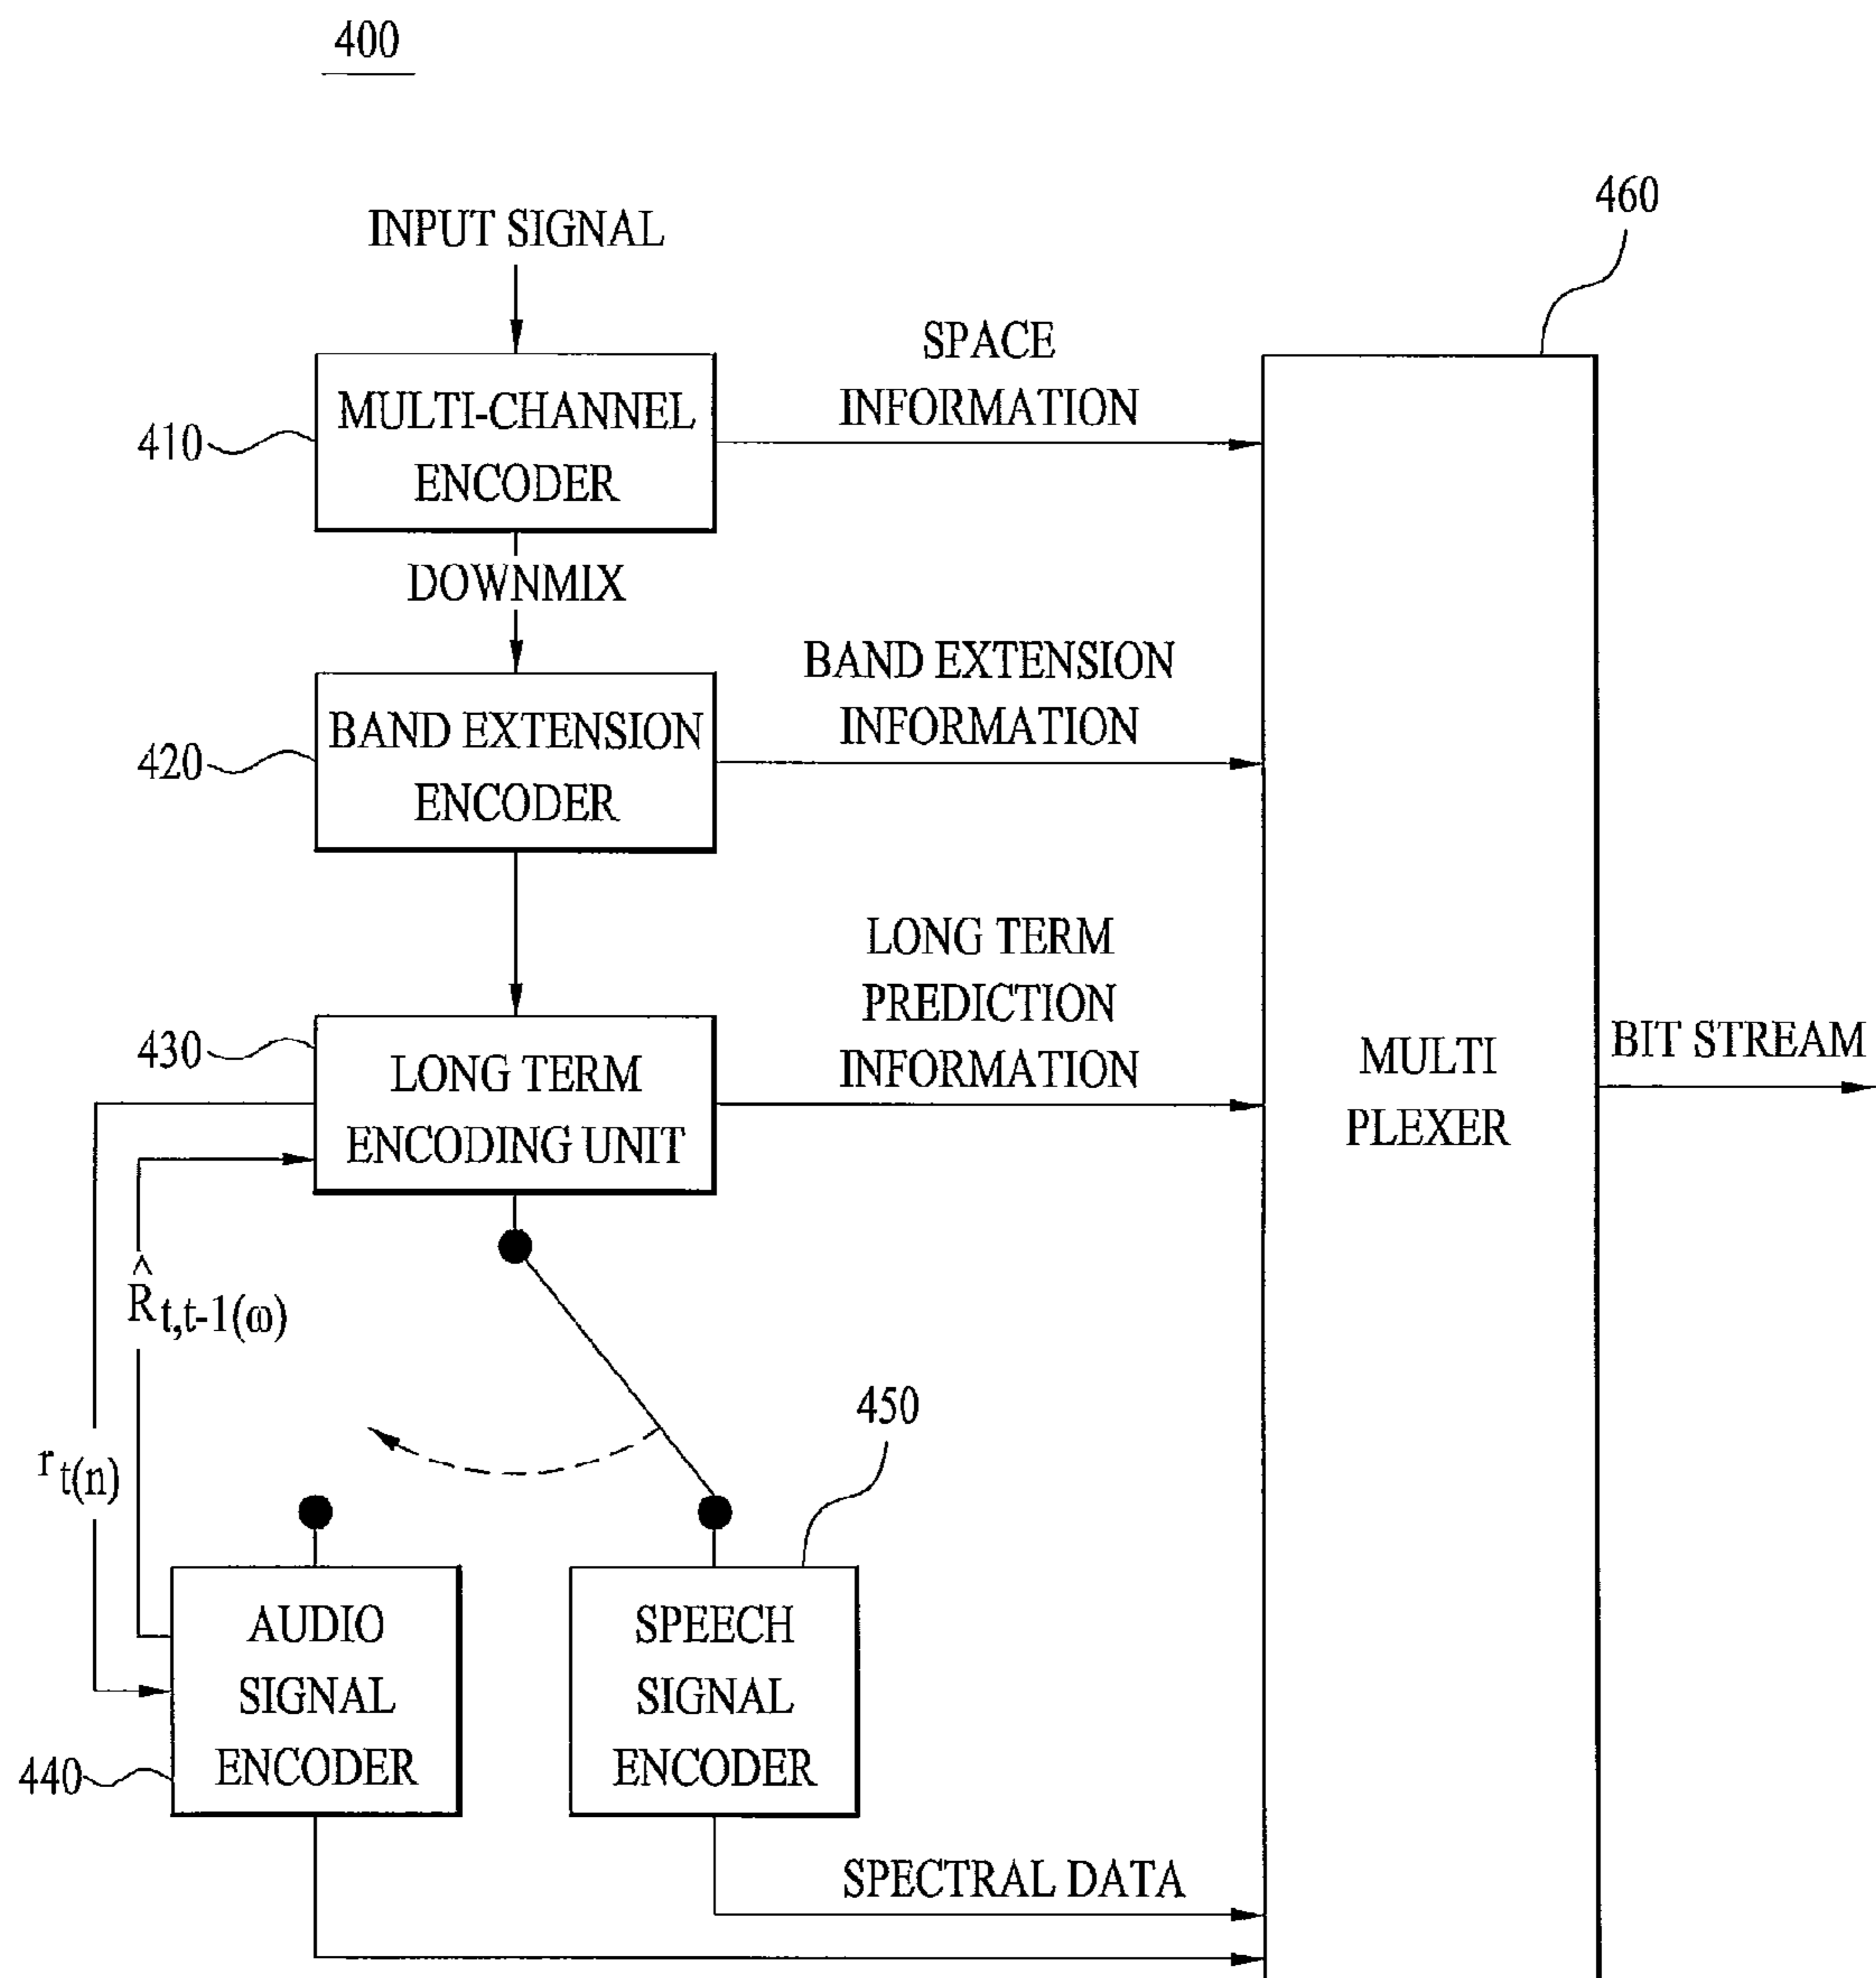 400
460
INPUT SIGNAL
SPACE
INFORMATION
410
MULTI-CHANNEL
ENCODER
DOWNMIX
BAND EXTENSION
INFORMATION
420
BAND EXTENSION
ENCODER
LONG TERM
PREDICTION
INFORMATION
430
LONG TERM
ENCODING UNIT
MULTI
PLEXER
BIT STREAM
R̂t,t-1(ω)
rt(n)
450
440
AUDIO
SIGNAL
ENCODER
SPEECH
SIGNAL
ENCODER
SPECTRAL DATA